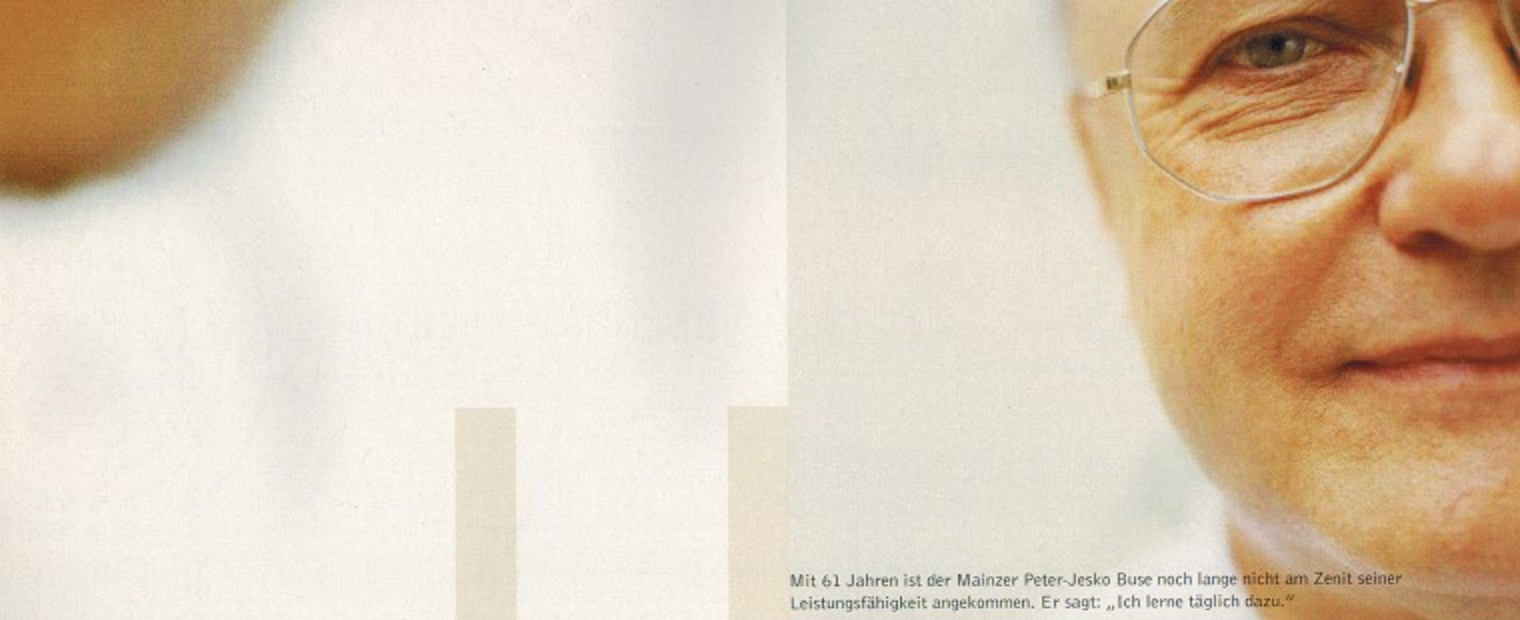 Mit 61 Jahren ist der Mainzer Peter-Jesko Buse noch lange nicht am Zenit seiner
Leistungsfähigkeit angekommen. Er sagt: „Ich lerne täglich dazu.“